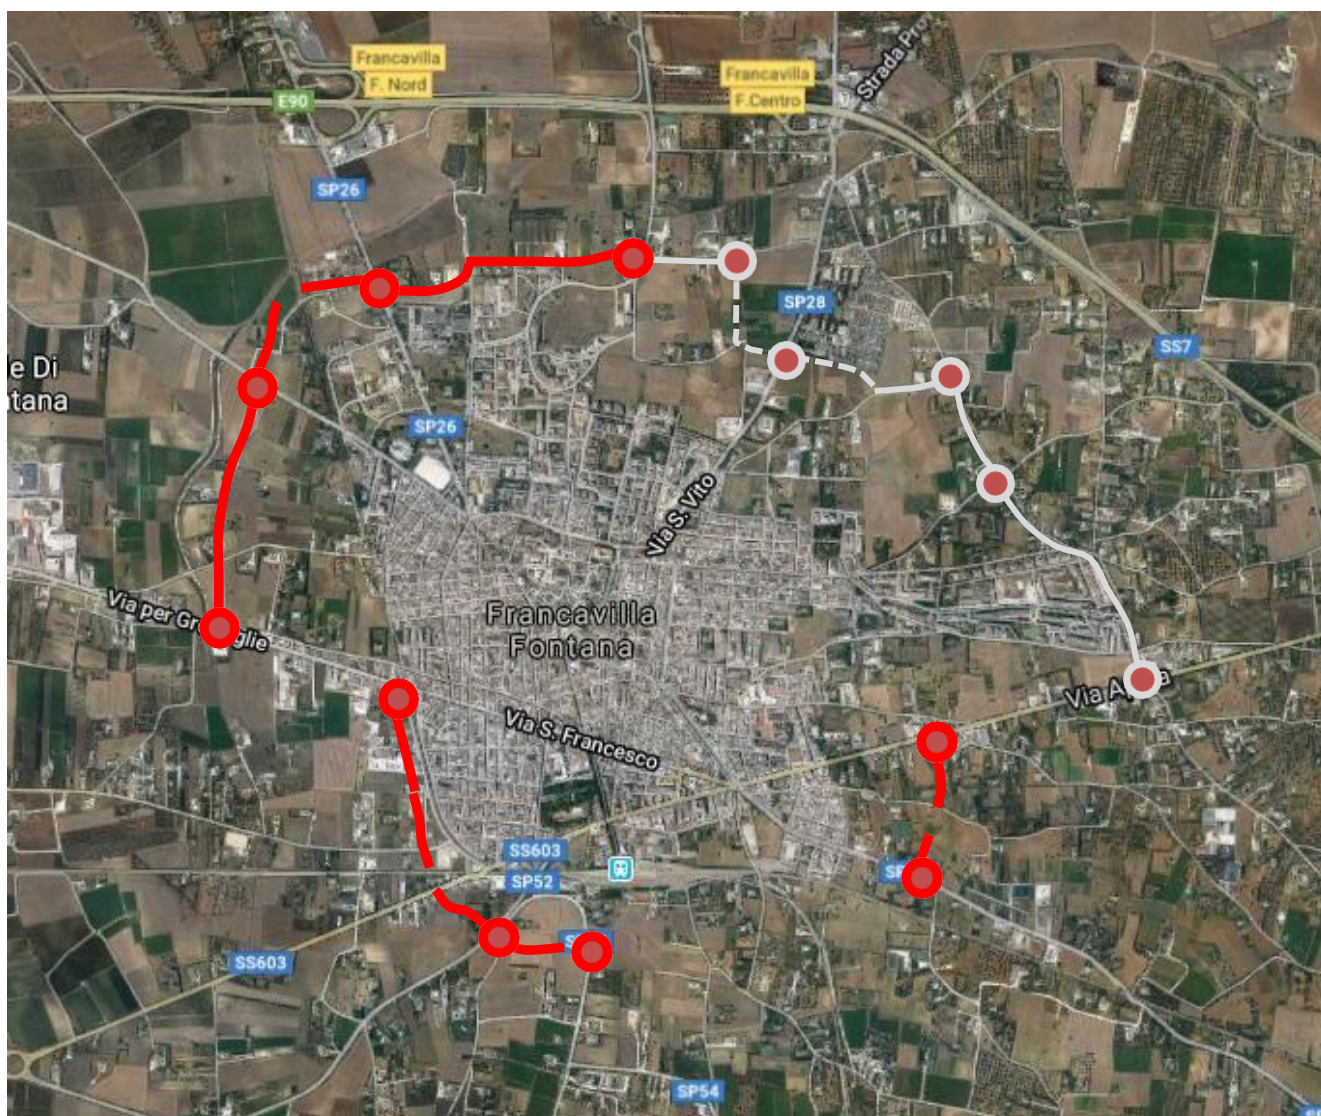 Francavilla
F. Nord
E90
Francavilla
F.Centro
Strada Pro
SP26
SP28
SS7
e Di
tana
SP26
Via S. Vito
Via per Gr
glie
Francavilla
Fontana
Via A
a
Via S. Francesco
SS603
SP52
SP
S
SS603
SP54